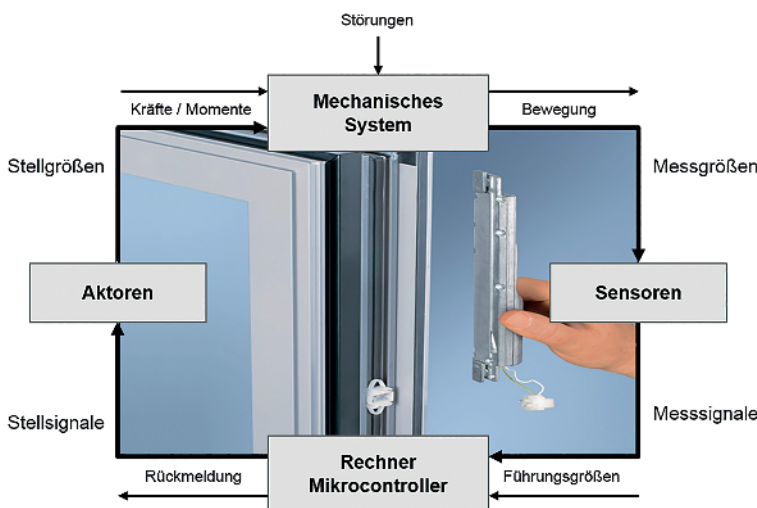 Störungen
Kräfte / Momente
Mechanisches
System
Bewegung
Stellgrößen
Messgrößen
Aktoren
Sensoren
Stellsignale
Messsignale
Rückmeldung
Rechner
Mikrocontroller
Führungsgrößen